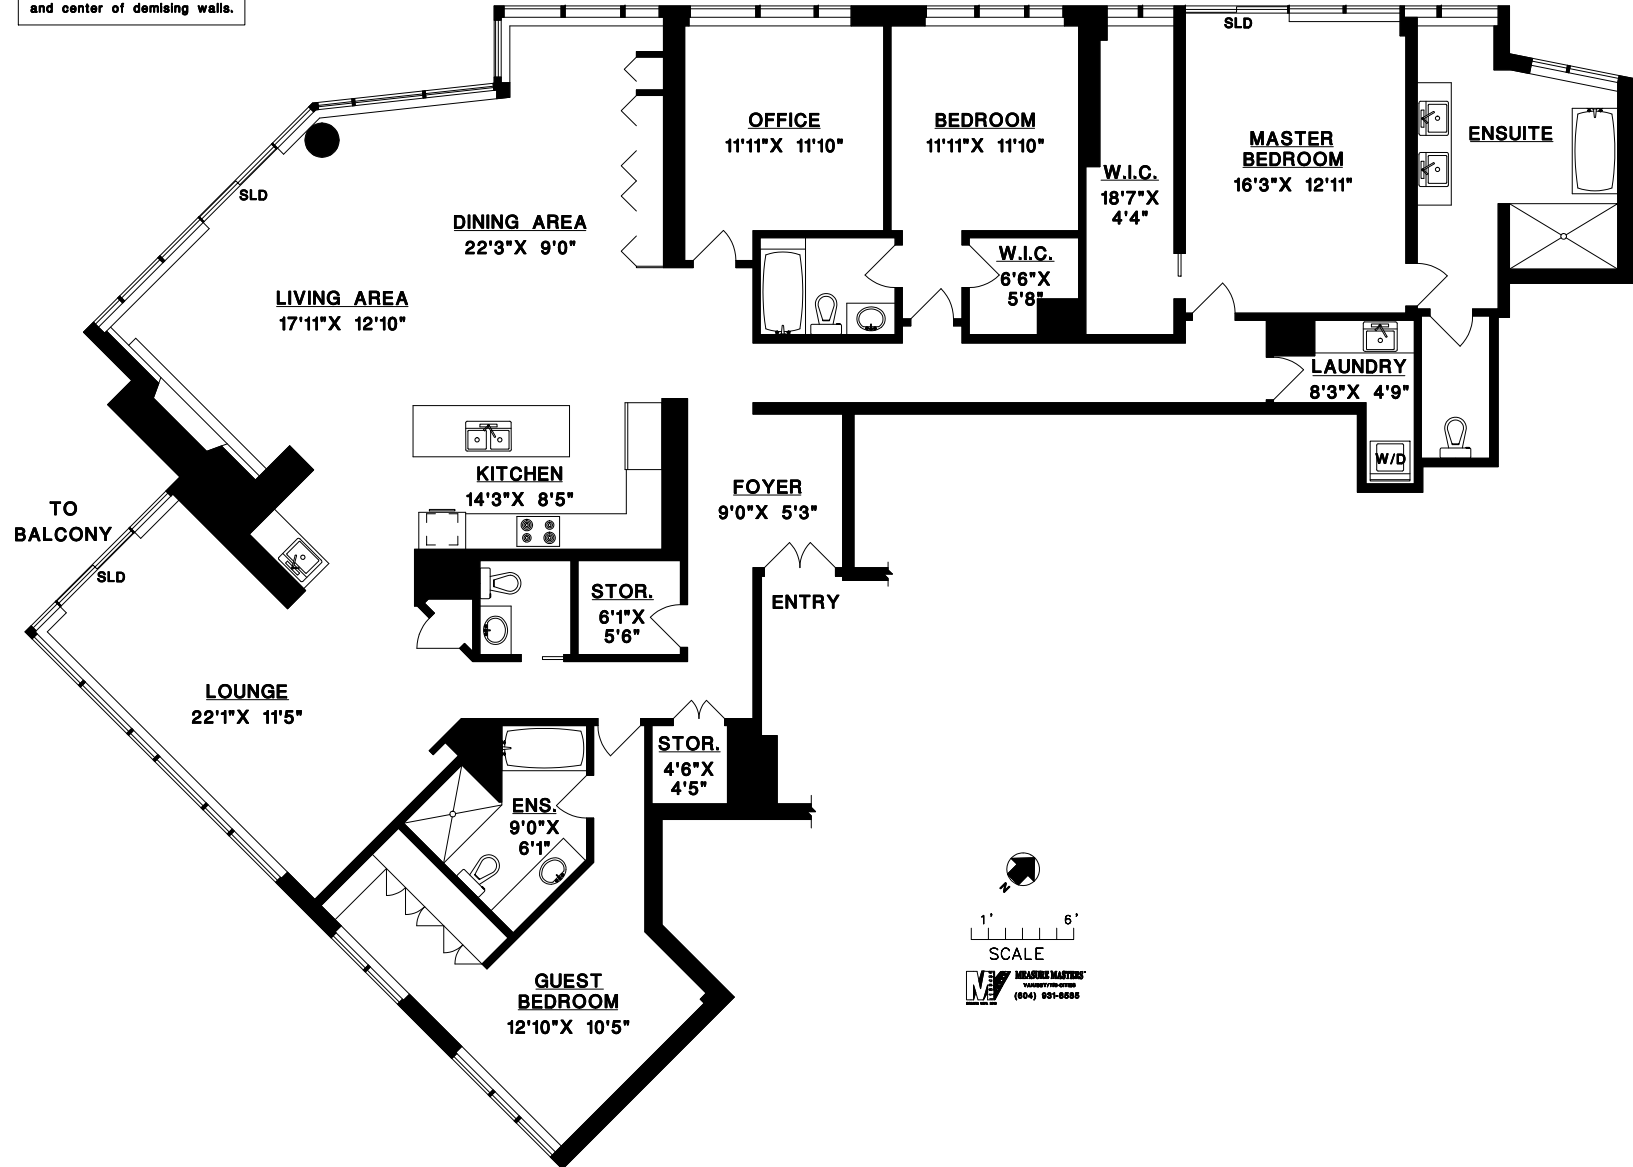 and center of demising walls.
SLD
OFFICE
11'11"X 11'10"
BEDROOM
11'11"X 11'10"
MASTER
BEDROOM
16'3"X 12'11"
ENSUITE
W.I.C.
18'7"X
4'4"
SLD
DINING AREA
22'3"X 9'0"
W.I.C.
6'6"X
5'8"
LIVING AREA
17'11"X 12'10"
LAUNDRY
8'3"X 4'9"
W/D
KITCHEN
14'3"X 8'5"
FOYER
9'0"X 5'3"
TO
BALCONY
SLD
STOR.
6'1"X
5'6"
ENTRY
LOUNGE
22'1"X 11'5"
STOR.
4'6"X
4'5"
ENS.
9'0"X
6'1"
GUEST
BEDROOM
12'10"X 10'5"
N
1' 6'
SCALE
MEASURE MASTERS